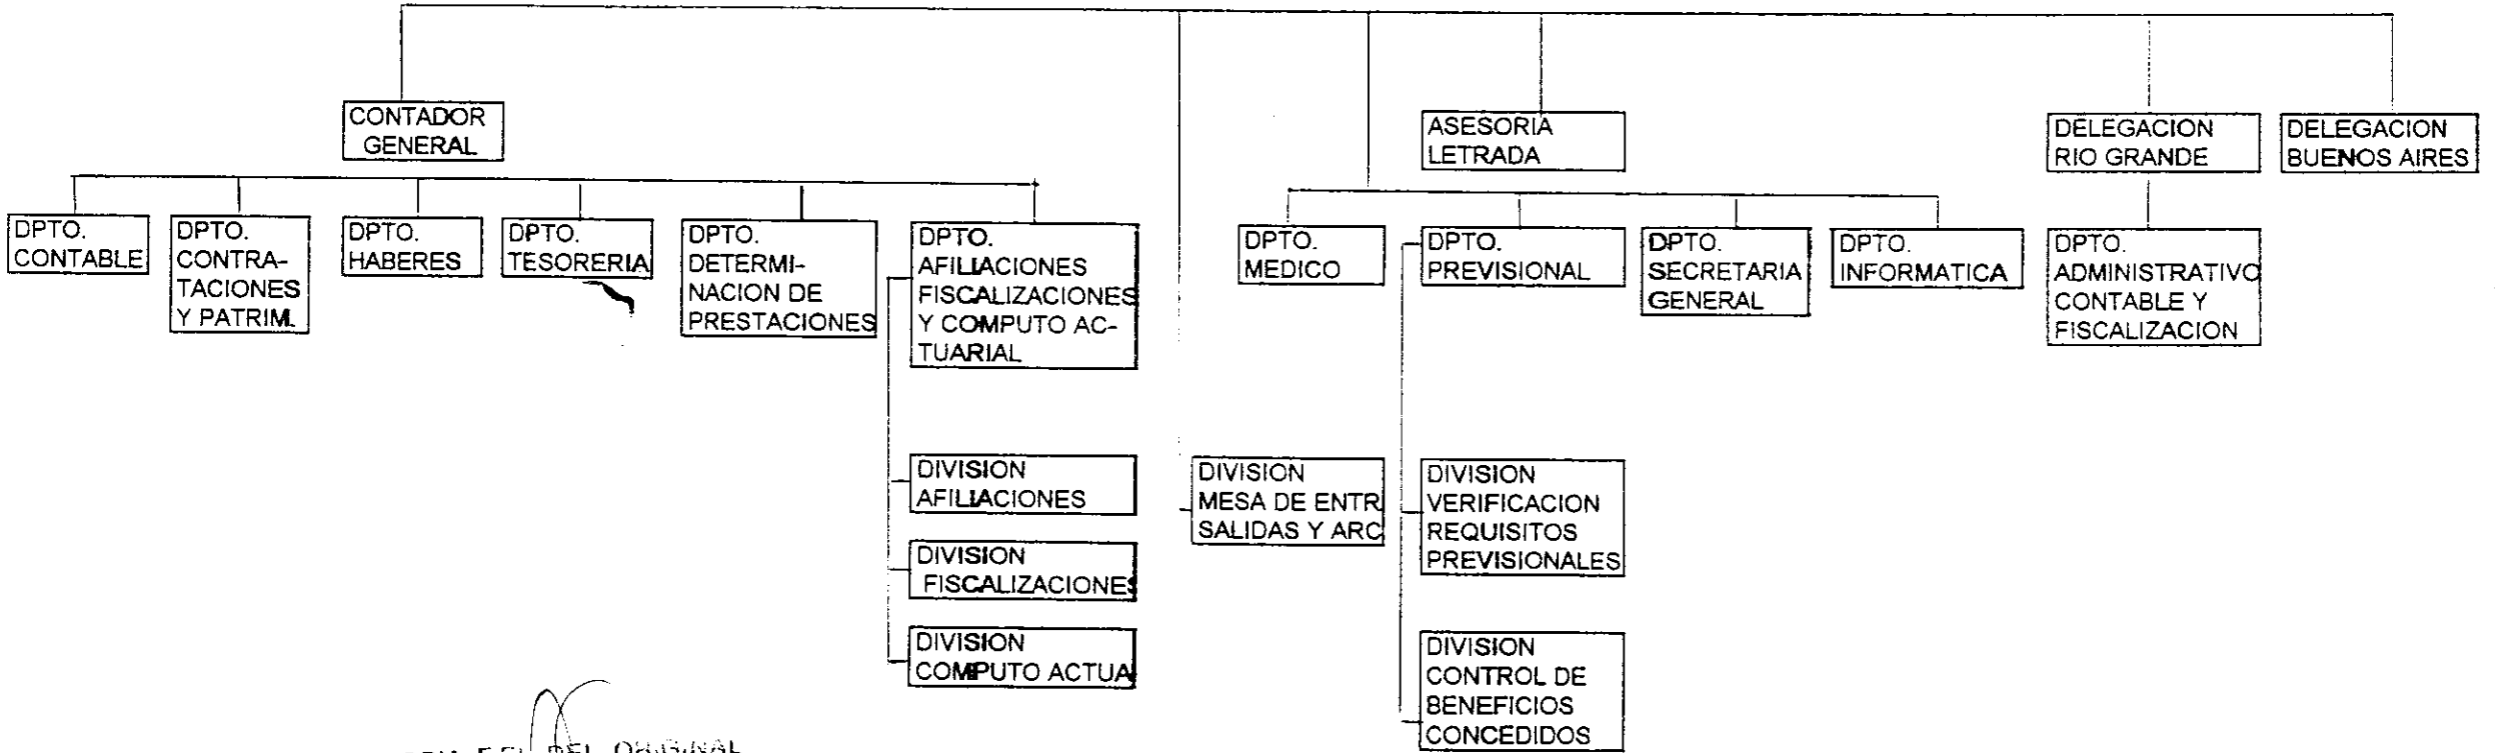 CONTADOR
GENERAL
ASESORIA
LETRADA
DELEGACION
RIO GRANDE
DELEGACION
BUENOS AIRES
DPTO.
CONTABLE
DPTO.
CONTRA-
TACIONES
Y PATRIM.
DPTO.
HABERES
DPTO.
TESORERIA
DPTO.
DETERMI-
NACION DE
PRESTACIONES
DPTO.
AFILIACIONES
FISCALIZACIONES
Y COMPUTO AC-
TUARIAL
DPTO.
MEDICO
DPTO.
PREVISIONAL
DPTO.
SECRETARIA
GENERAL
DPTO.
INFORMATICA
DPTO.
ADMINISTRATIVO
CONTABLE Y
FISCALIZACION
DIVISION
AFILIACIONES
DIVISION
MESA DE ENTR
SALIDAS Y ARC
DIVISION
VERIFICACION
REQUISITOS
PREVISIONALES
DIVISION
FISCALIZACIONES
DIVISION
COMPUTO ACTUA
DIVISION
CONTROL DE
BENEFICIOS
CONCEDIDOS
DEL ORIGINAL